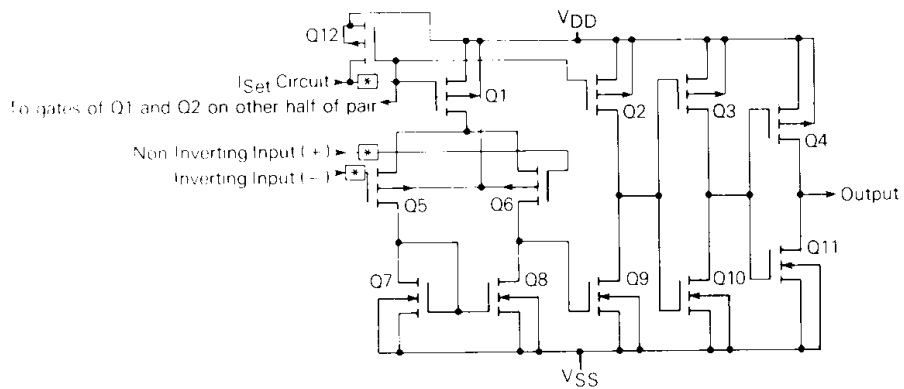 VDD
Q12
ISet Circuit *
Q1
Q2
Q3
To gates of Q1 and Q2 on other half of pair
Q4
Non Inverting Input (+) *
Inverting Input (−) *
Q5
Q6
Output
Q7
Q8
Q9
Q10
Q11
VSS